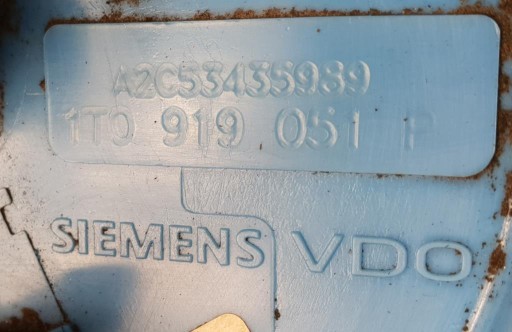 A2C53435989
1T0 919 051 P
SIEMENS VDO